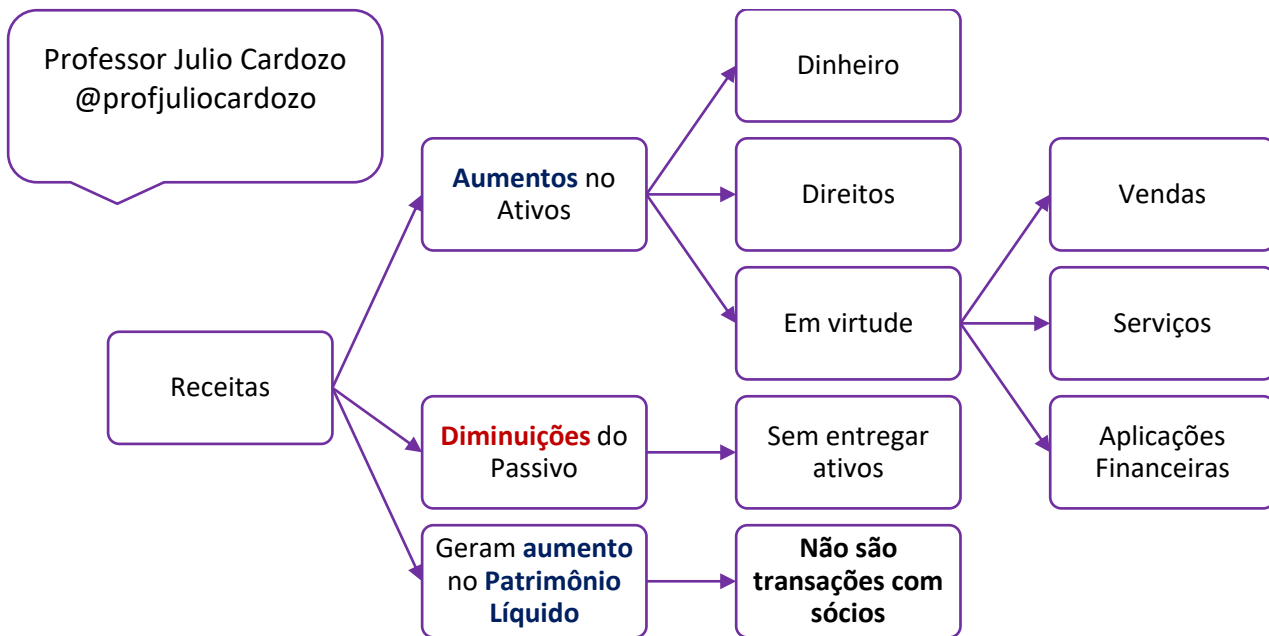 Professor Julio Cardozo
@profjuliocardozo
Receitas
Aumentos no
Ativos
Dinheiro
Direitos
Em virtude
Vendas
Serviços
Aplicações
Financeiras
Diminuições do
Passivo
Sem entregar
ativos
Geram aumento
no Patrimônio
Líquido
Não são
transações com
sócios